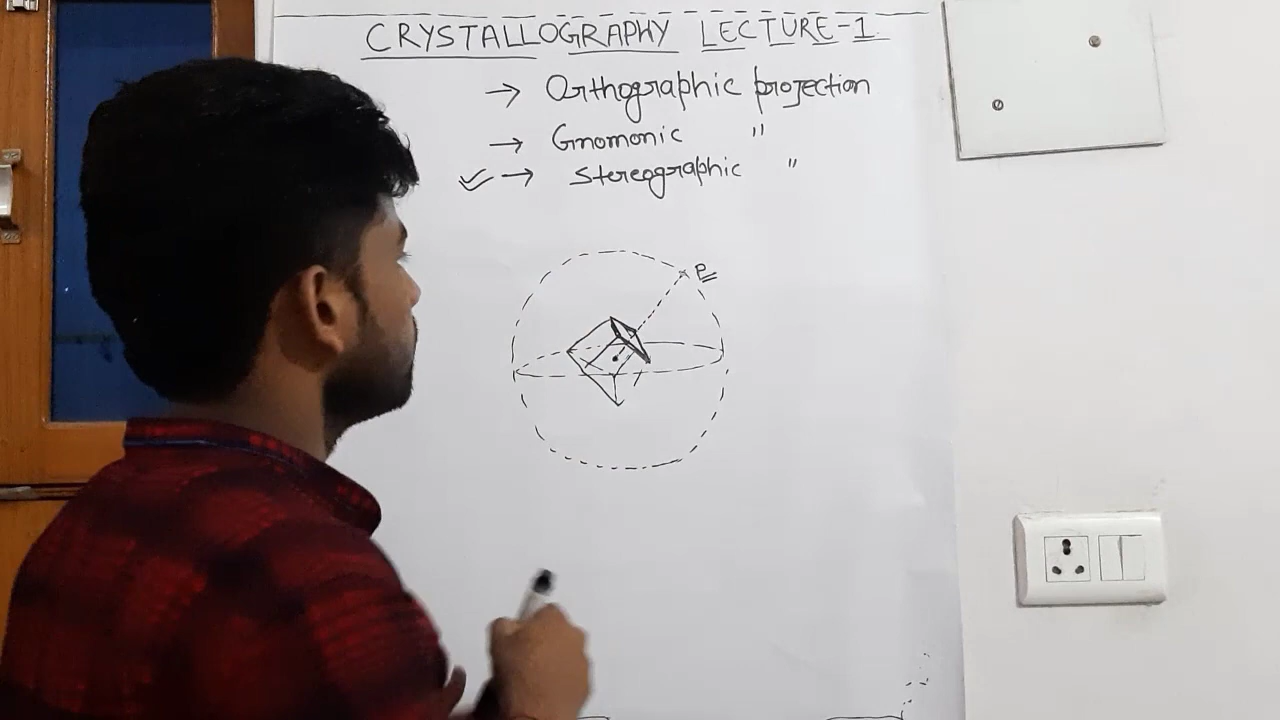 CRYSTALLOGRAPHY LECTURE-1
→ Orthographic projection
→ Gnomonic "
✓ → Stereographic "
P